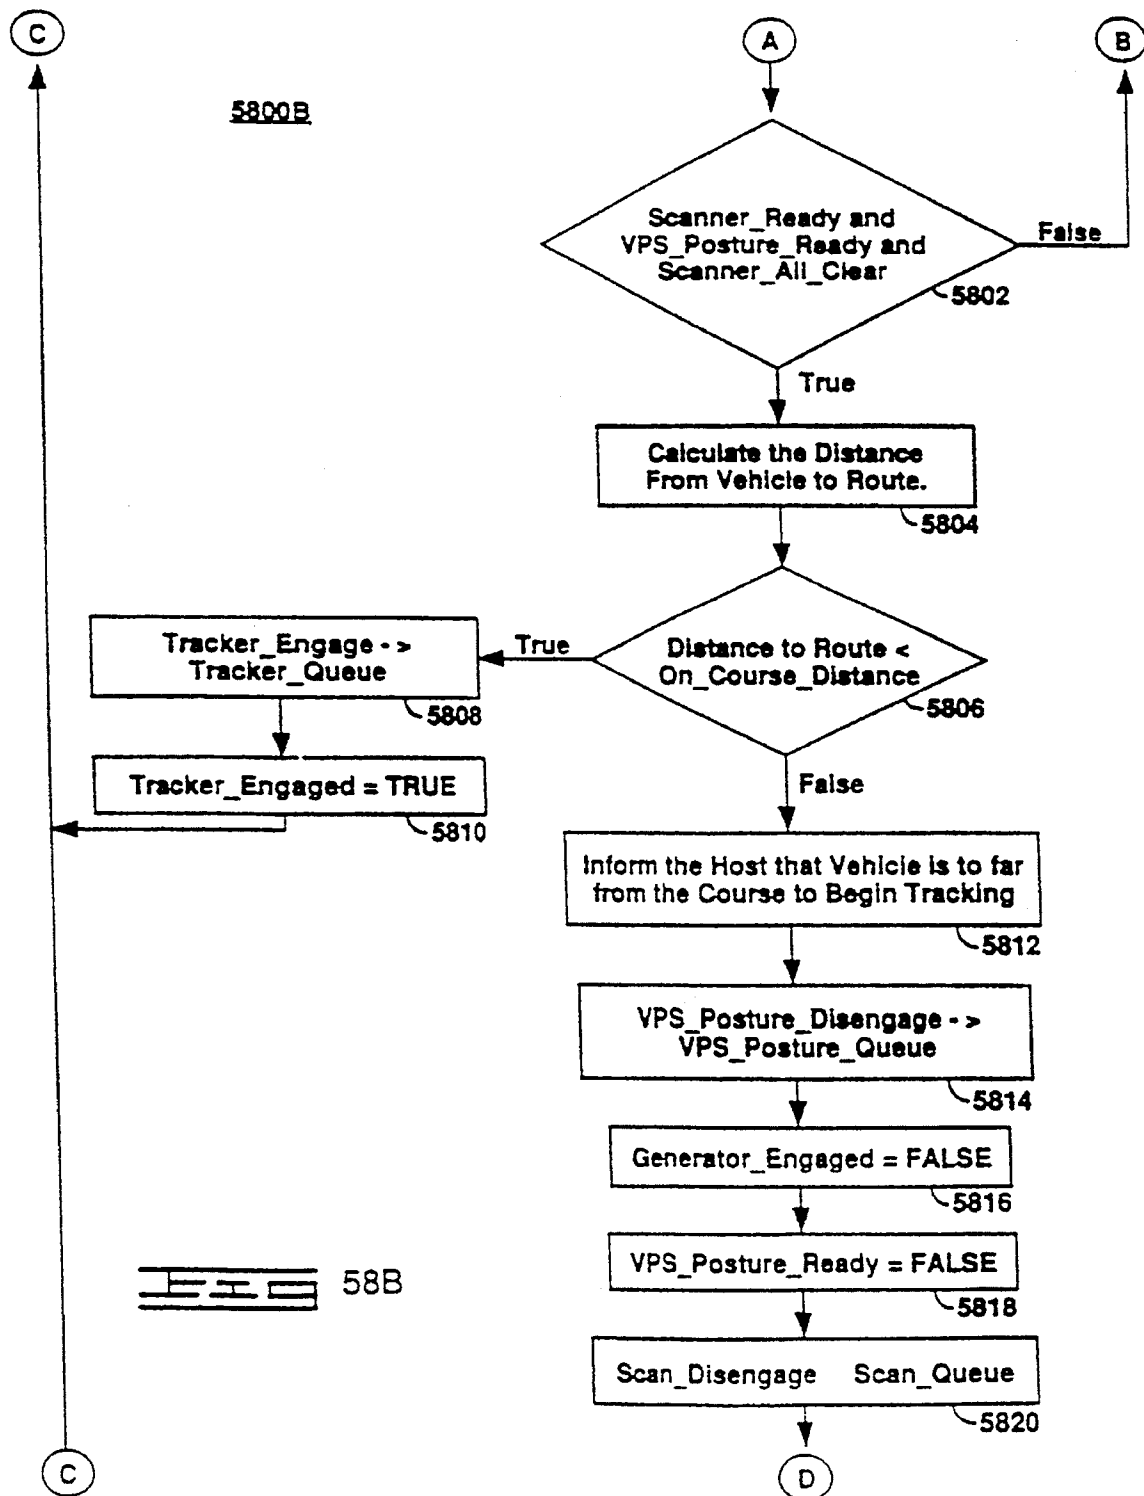 C
A
B
5800B
Scanner_Ready and
VPS_Posture_Ready and
Scanner_All_Clear
False
5802
True
Calculate the Distance
From Vehicle to Route.
5804
Tracker_Engage - >
Tracker_Queue
True
Distance to Route <
On_Course_Distance
5808
5806
Tracker_Engaged = TRUE
False
5810
Inform the Host that Vehicle is to far
from the Course to Begin Tracking
5812
VPS_Posture_Disengage - >
VPS_Posture_Queue
5814
Generator_Engaged = FALSE
5816
VPS_Posture_Ready = FALSE
58B
5818
Scan_Disengage Scan_Queue
5820
C
D